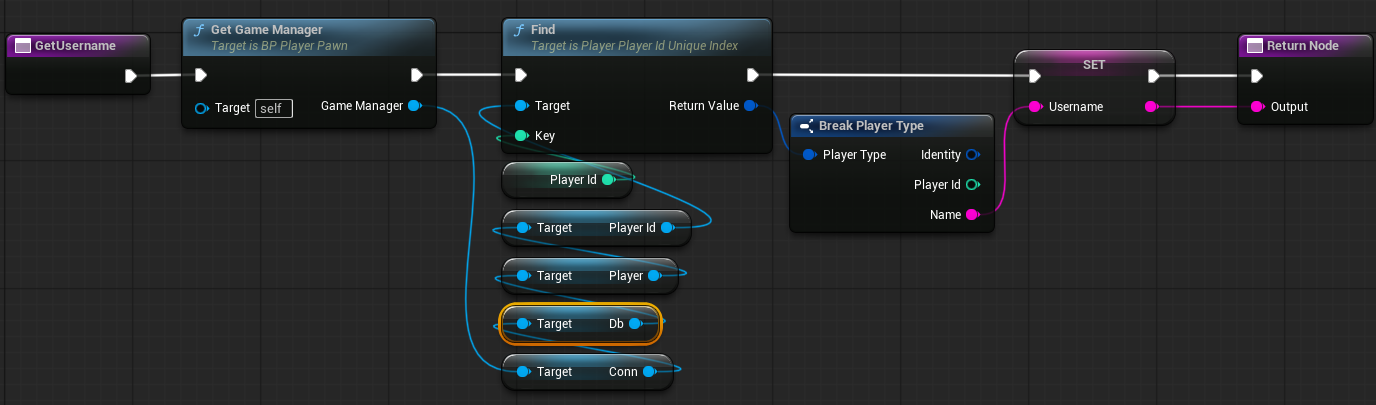 GetUsername
f Get Game Manager
Target is BP Player Pawn
Target self Game Manager
f Find
Target is Player Player Id Unique Index
Target Return Value
Key
Player Id
Target Player Id
Target Player
Target Db
Target Conn
Break Player Type
Player Type Identity
Player Id
Name
SET
Username
Return Node
Output